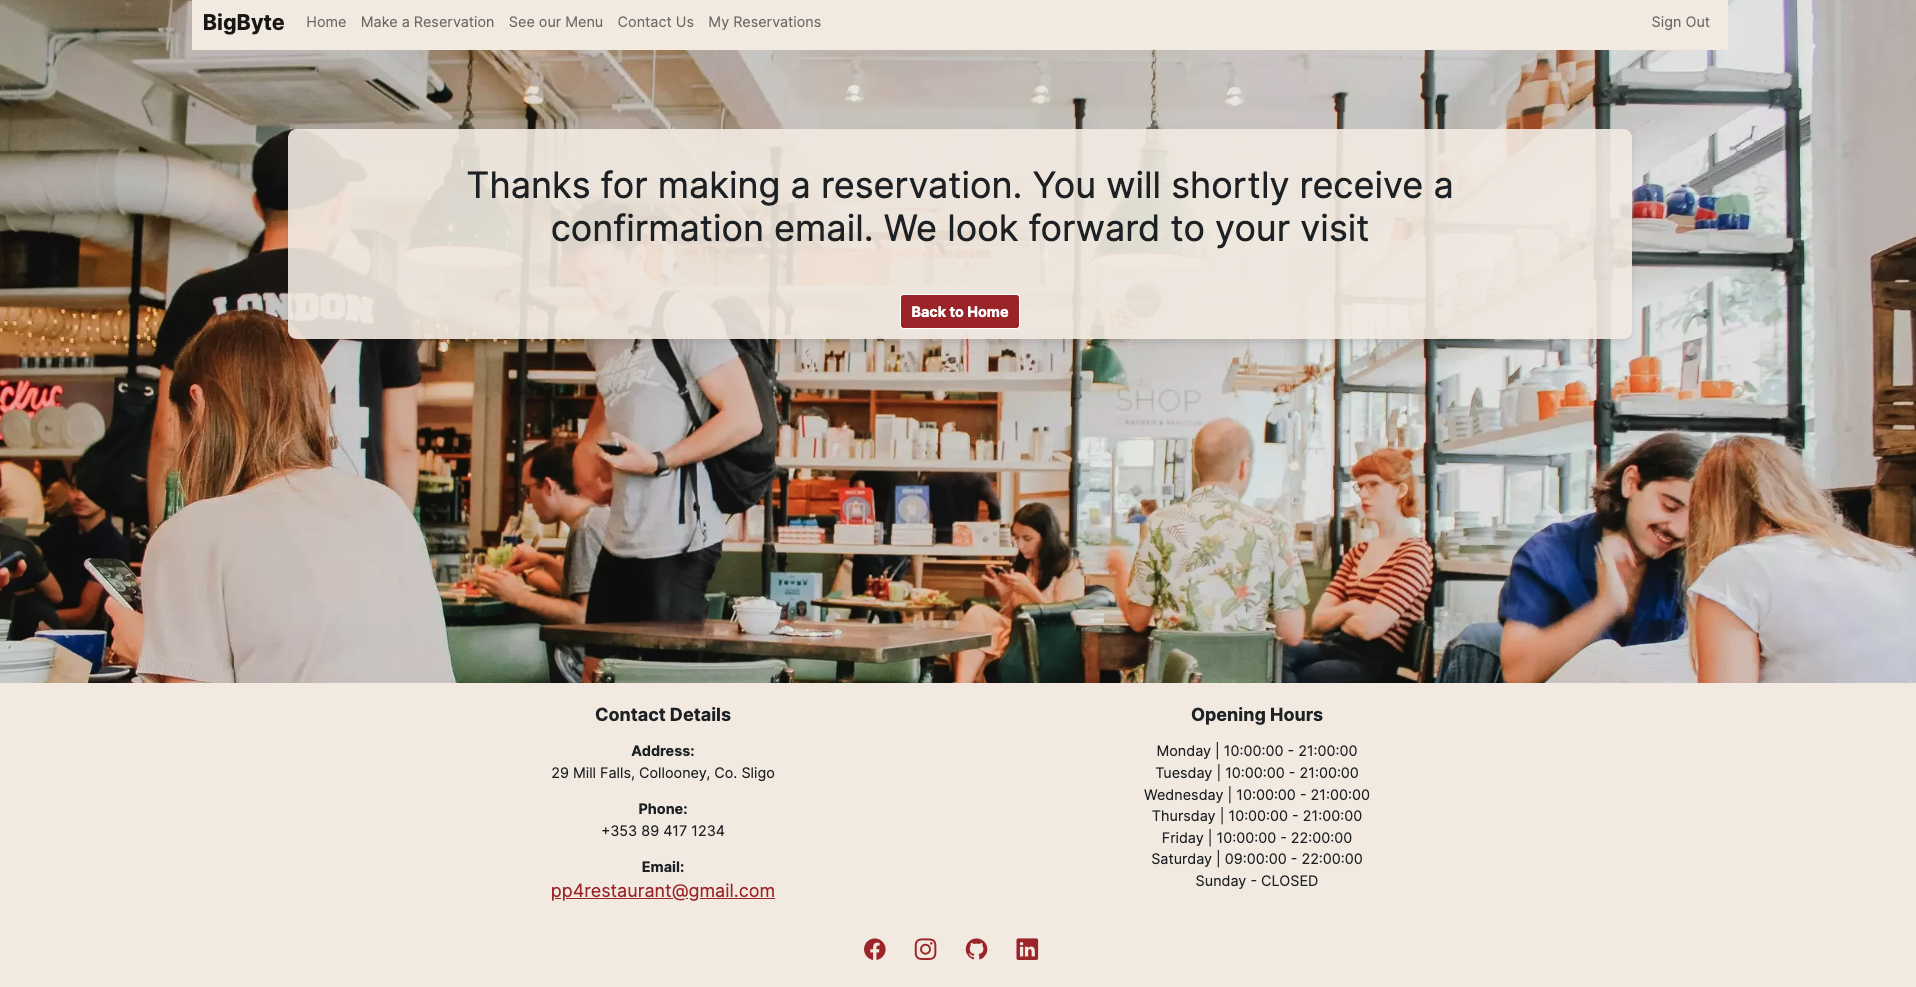 BigByte Home Make a Reservation See our Menu Contact Us My Reservations Sign Out
Thanks for making a reservation. You will shortly receive a
confirmation email. We look forward to your visit
Back to Home
LONDON
SHOP
Contact Details
Address:
29 Mill Falls, Collooney, Co. Sligo
Phone:
+353 89 417 1234
Email:
pp4restaurant@gmail.com
Opening Hours
Monday | 10:00:00 - 21:00:00
Tuesday | 10:00:00 - 21:00:00
Wednesday | 10:00:00 - 21:00:00
Thursday | 10:00:00 - 21:00:00
Friday | 10:00:00 - 22:00:00
Saturday | 09:00:00 - 22:00:00
Sunday - CLOSED